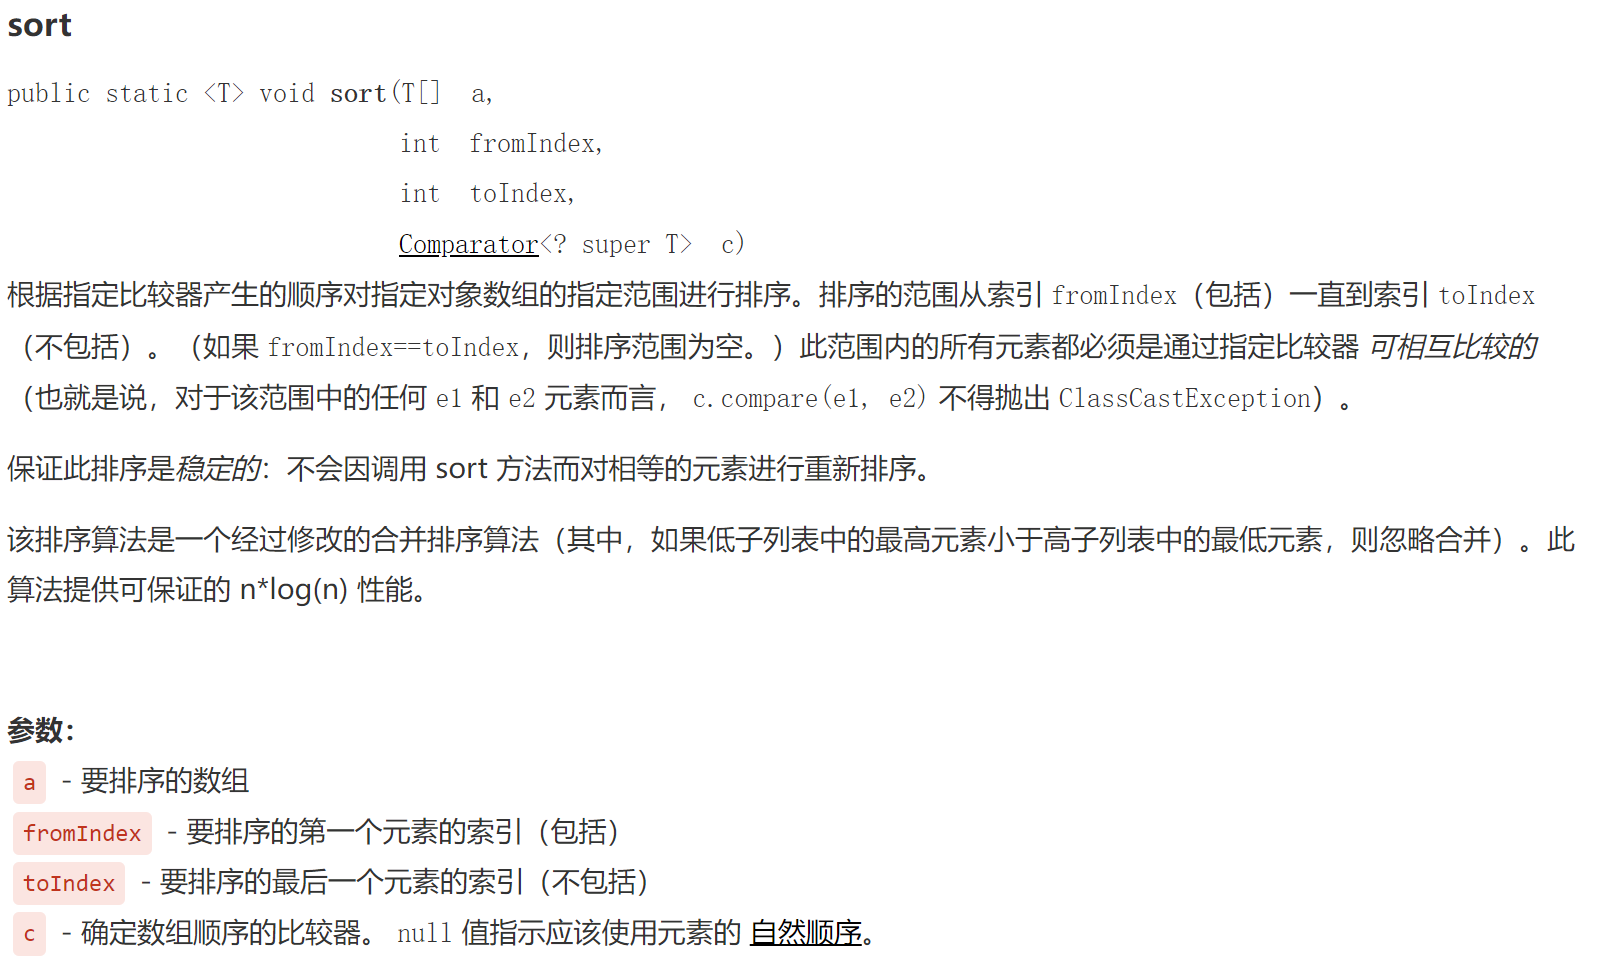 sort
public static <T> void sort(T[] a,
int fromIndex,
int toIndex,
Comparator<? super T> c)
根据指定比较器产生的顺序对指定对象数组的指定范围进行排序。排序的范围从索引 fromIndex（包括）一直到索引 toIndex
（不包括）。（如果 fromIndex==toIndex，则排序范围为空。）此范围内的所有元素都必须是通过指定比较器 可相互比较的
（也就是说，对于该范围中的任何 e1 和 e2 元素而言， c.compare(e1, e2) 不得抛出 ClassCastException）。
保证此排序是稳定的：不会因调用 sort 方法而对相等的元素进行重新排序。
该排序算法是一个经过修改的合并排序算法（其中，如果低子列表中的最高元素小于高子列表中的最低元素，则忽略合并）。此
算法提供可保证的 n*log(n) 性能。
参数：
a - 要排序的数组
fromIndex - 要排序的第一个元素的索引（包括）
toIndex - 要排序的最后一个元素的索引（不包括）
c - 确定数组顺序的比较器。 null 值指示应该使用元素的 自然顺序。